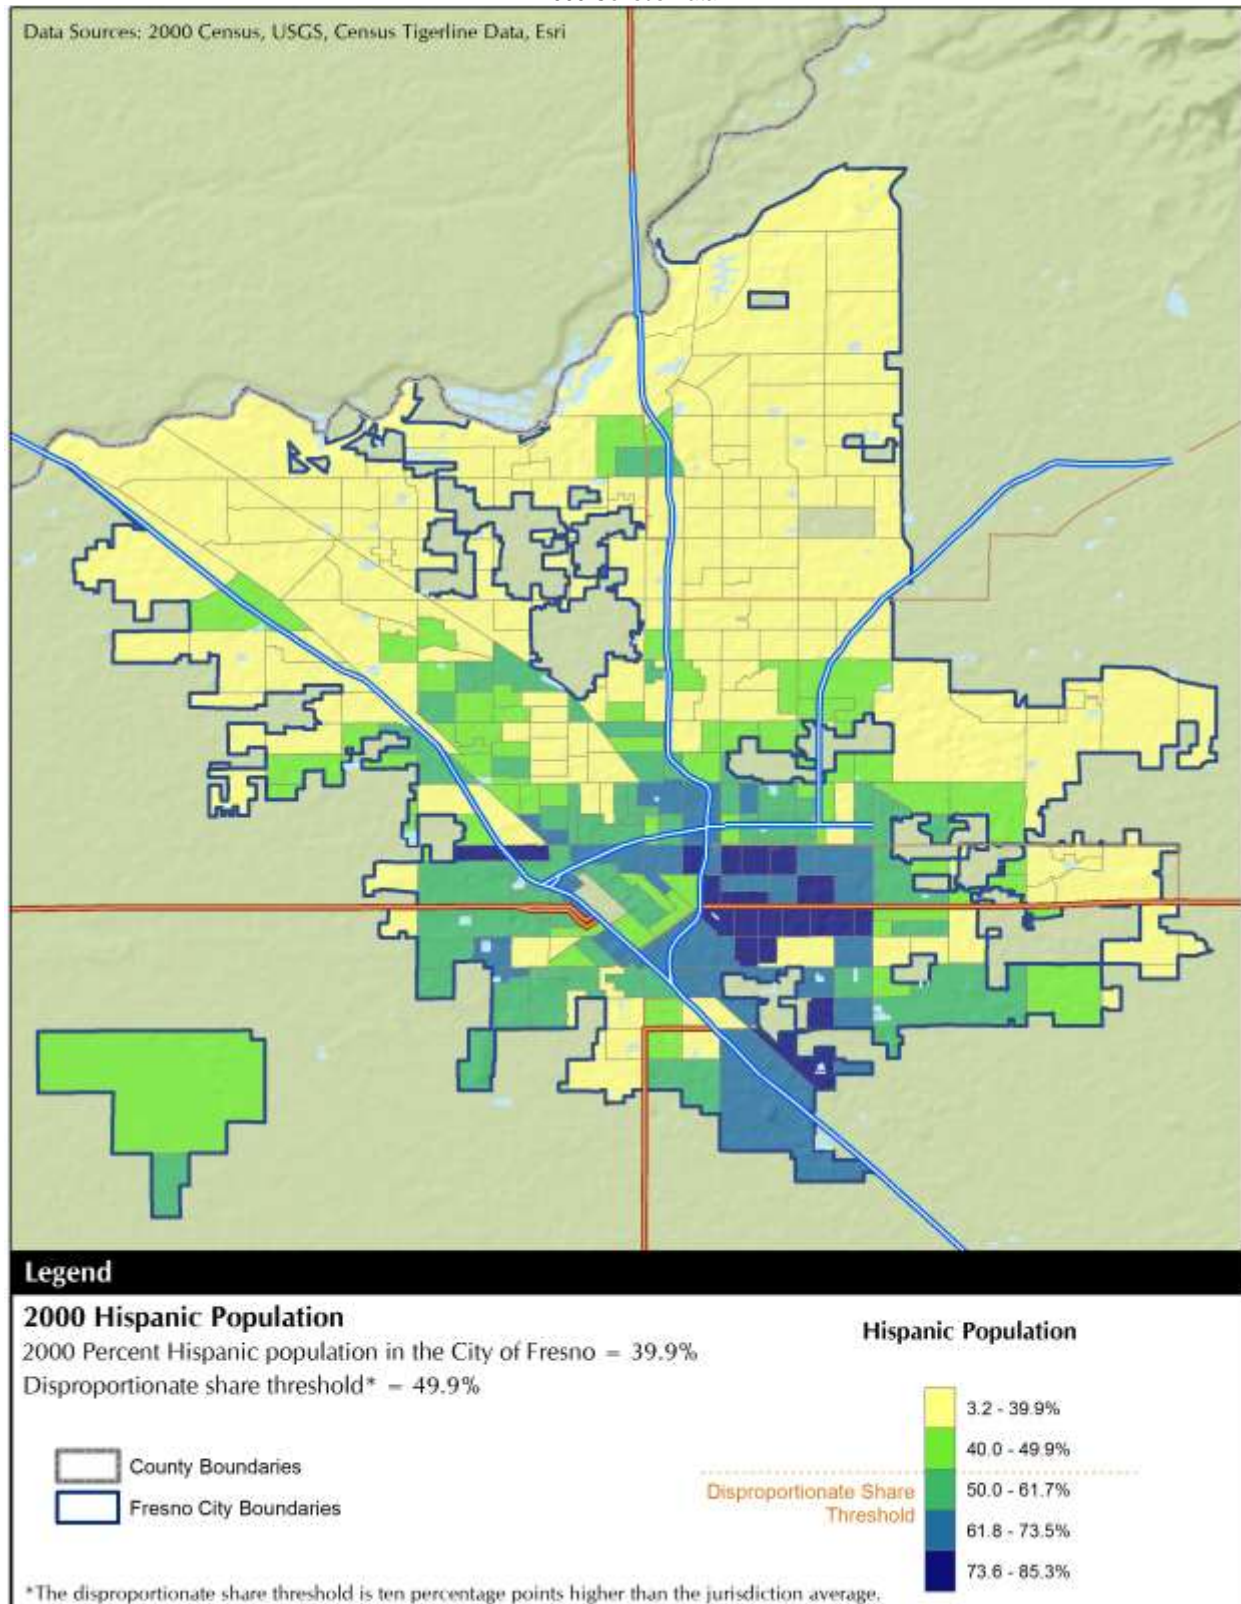 Data Sources: 2000 Census, USGS, Census Tigerline Data, Esri
Legend
2000 Hispanic Population
2000 Percent Hispanic population in the City of Fresno = 39.9%
Disproportionate share threshold* = 49.9%
County Boundaries
Fresno City Boundaries
Hispanic Population
3.2 - 39.9%
40.0 - 49.9%
Disproportionate Share
Threshold
50.0 - 61.7%
61.8 - 73.5%
73.6 - 85.3%
*The disproportionate share threshold is ten percentage points higher than the jurisdiction average.